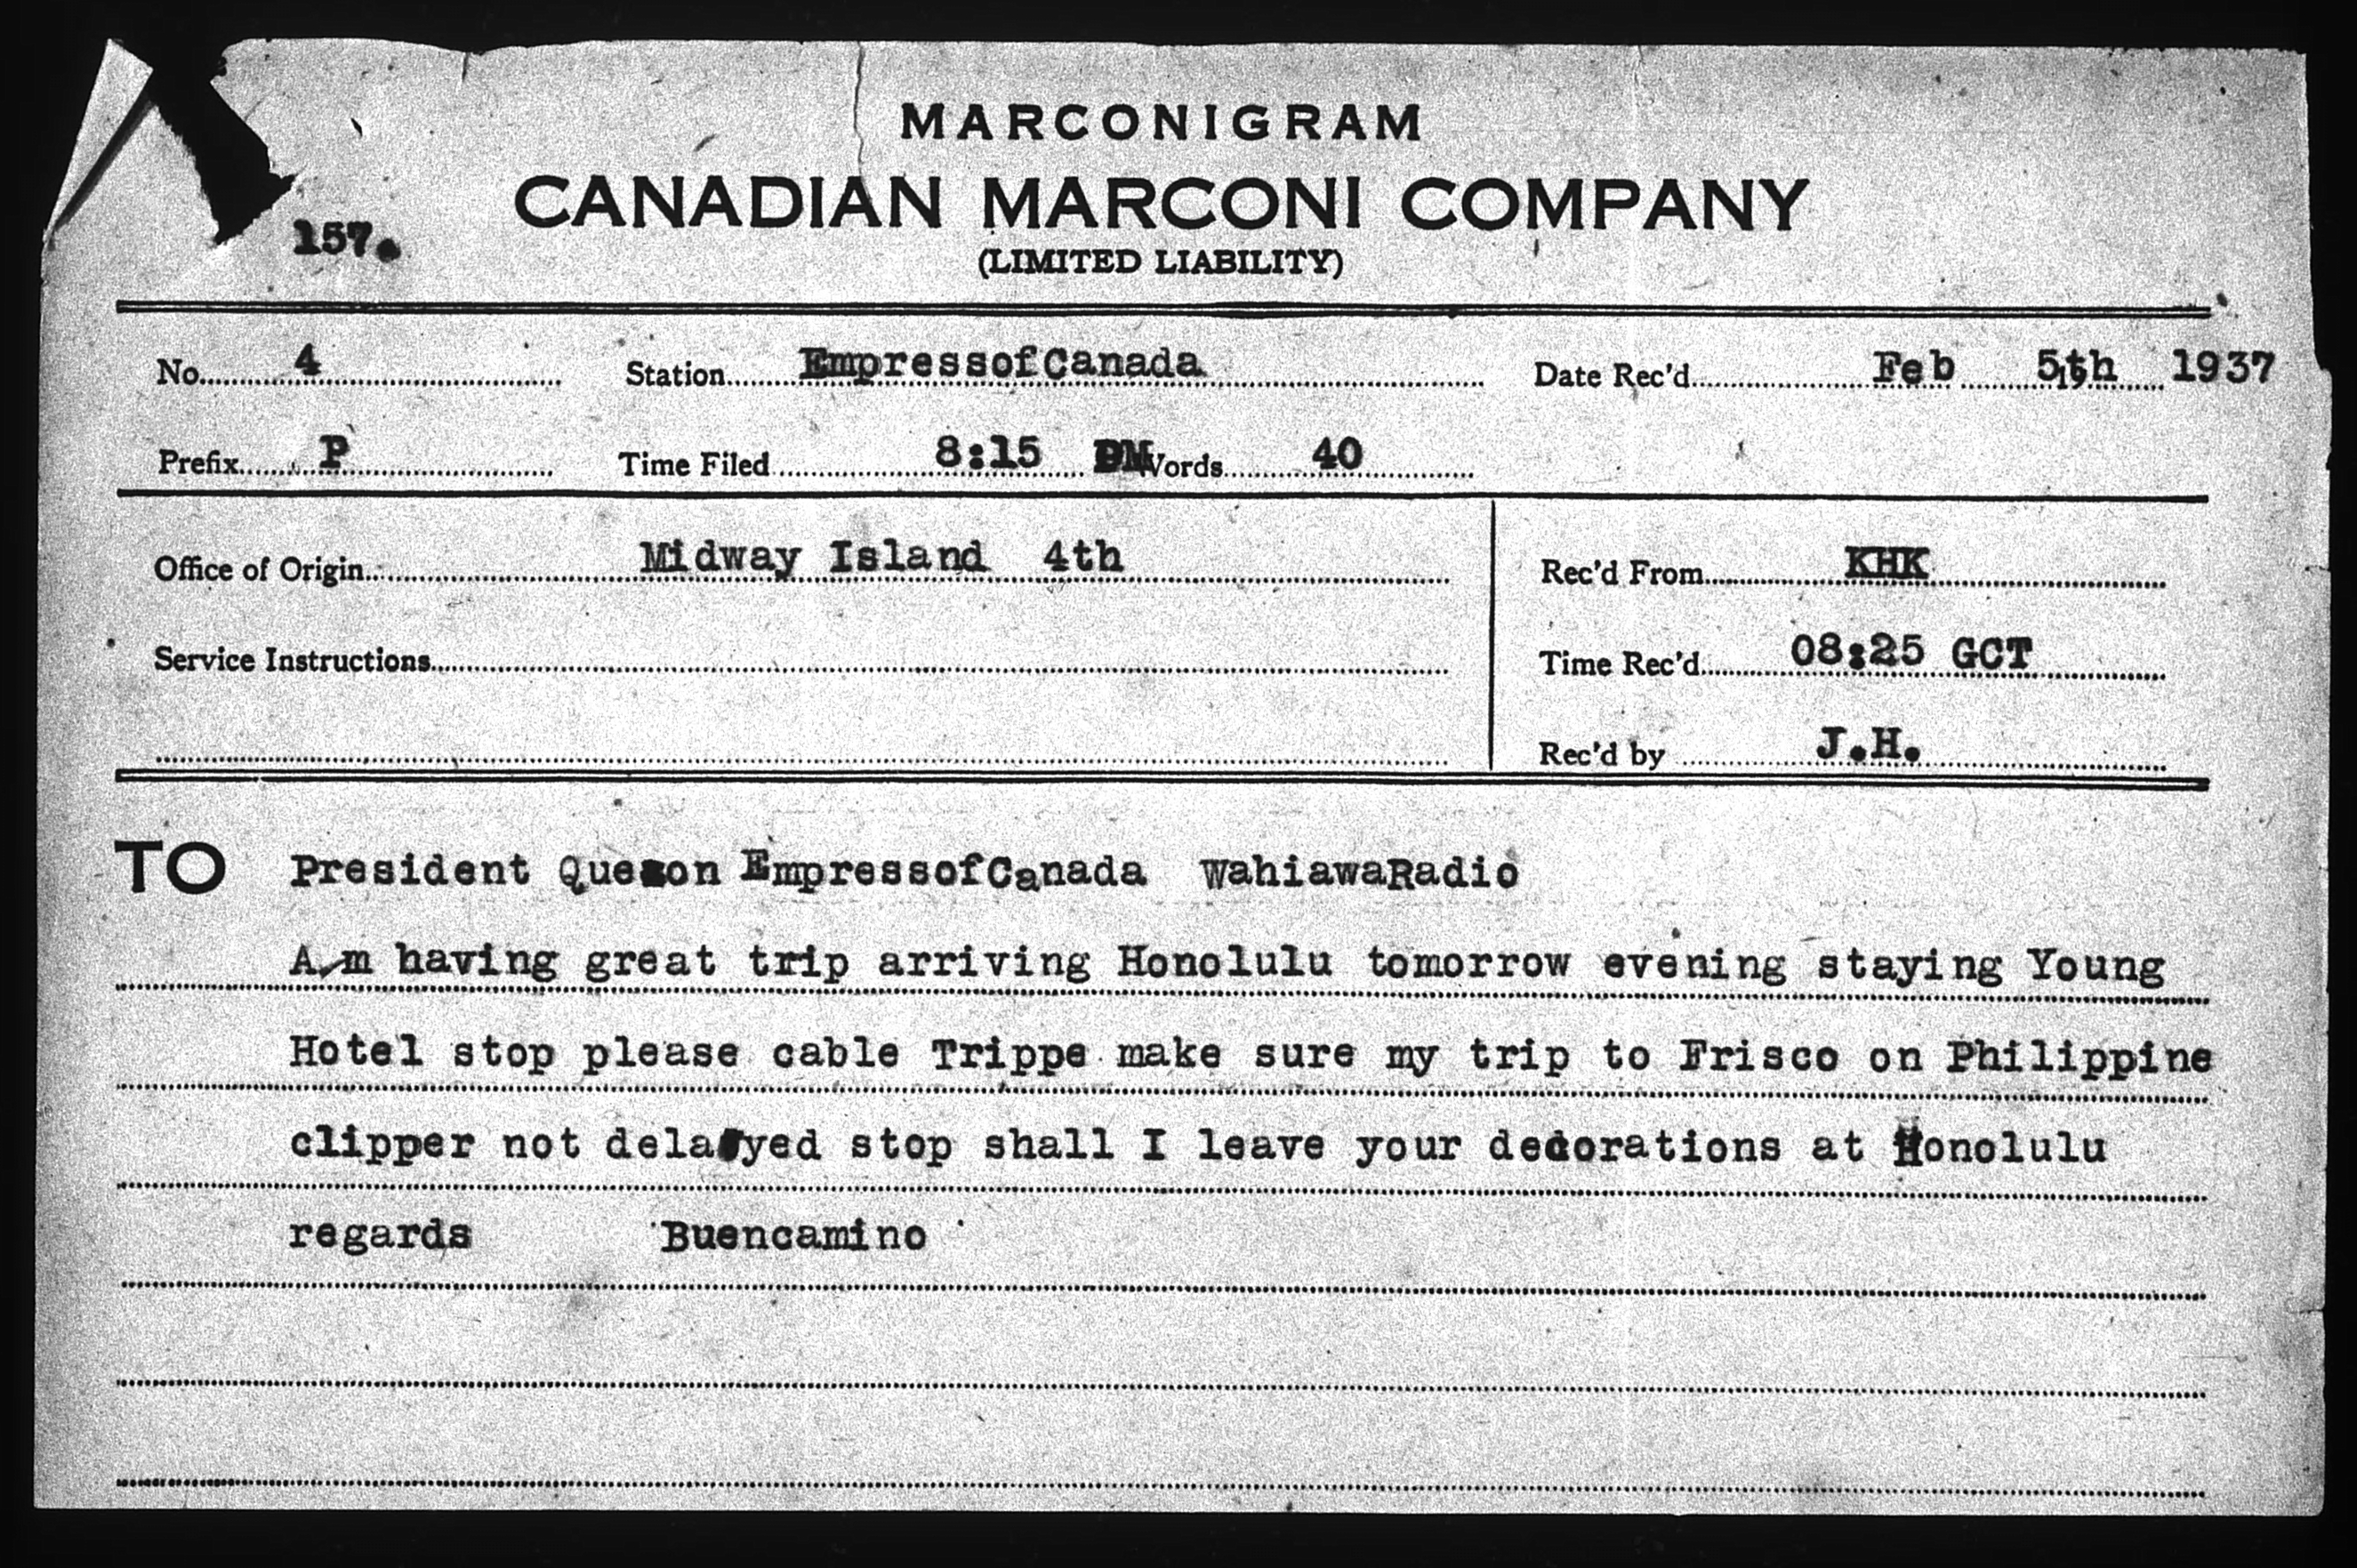 MARCONIGRAM
CANADIAN MARCONI COMPANY
157.
(LIMITED LIABILITY)
No. 4 Station EmpressofCanada Date Rec'd Feb 5th 1937
Prefix P Time Filed 8:15 PM Words 40
Office of Origin Midway Island 4th Rec'd From KHK
Service Instructions Time Rec'd 08:25 GCT
Rec'd by J.H.
TO President Quezon EmpressofCanada WahiawaRadio
Am having great trip arriving Honolulu tomorrow evening staying Young
Hotel stop please cable Trippe make sure my trip to Frisco on Philippine
clipper not delayed stop shall I leave your decorations at Honolulu
regards Buencamino